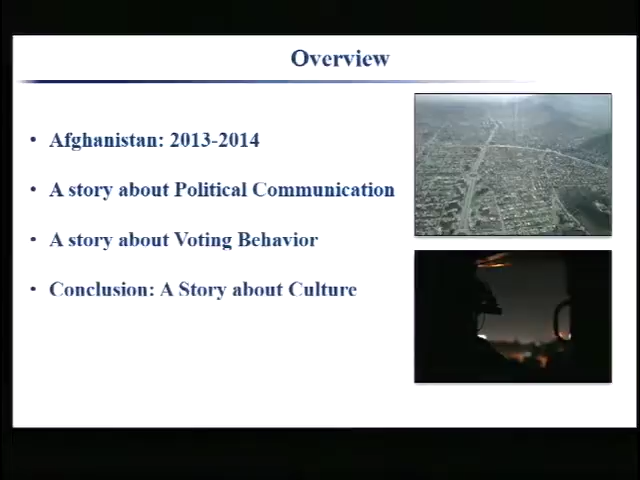 Overview
• Afghanistan: 2013-2014
• A story about Political Communication
• A story about Voting Behavior
• Conclusion: A Story about Culture